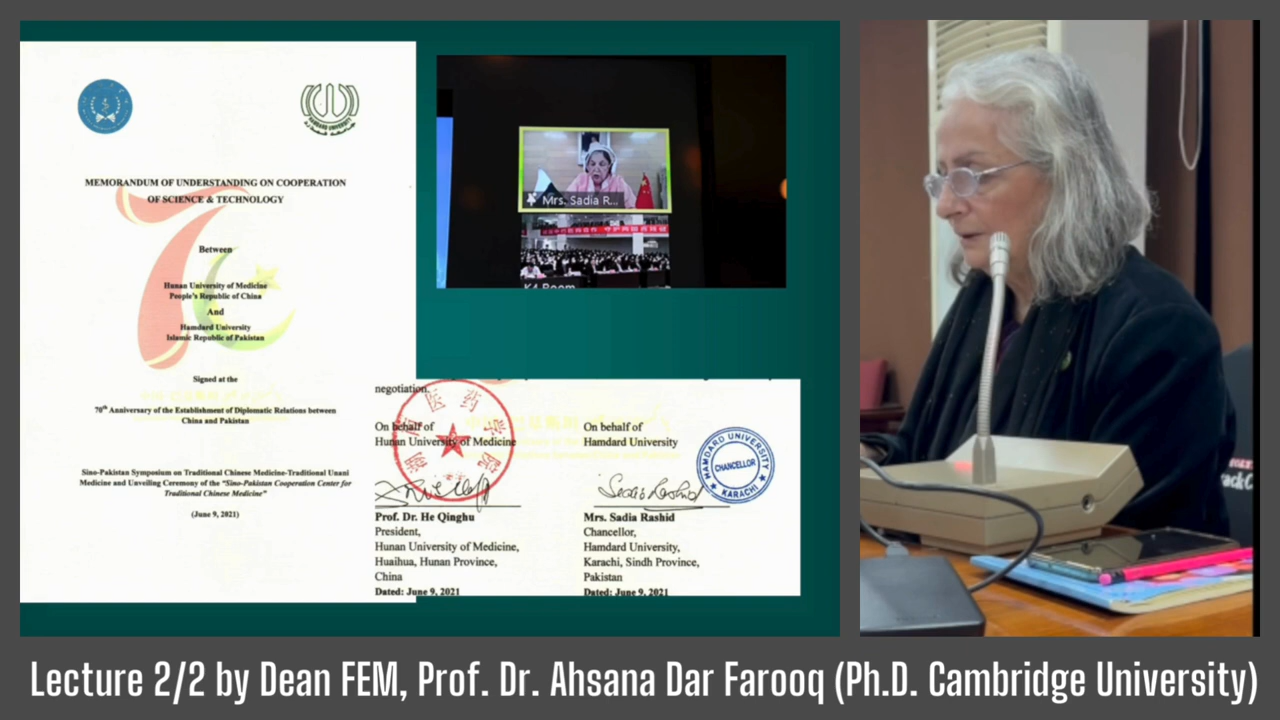 HAMDARD UNIVERSITY
MEMORANDUM OF UNDERSTANDING ON COOPERATION
OF SCIENCE & TECHNOLOGY
Between
Hunan University of Medicine
People's Republic of China
And
Hamdard University
Islamic Republic of Pakistan
Signed at the
70th Anniversary of the Establishment of Diplomatic Relations between
China and Pakistan
Sino-Pakistan Symposium on Traditional Chinese Medicine-Traditional Unani
Medicine and Unveiling Ceremony of the "Sino-Pakistan Cooperation Center for
Traditional Chinese Medicine"
(June 9, 2021)
Mrs. Sadia R...
K4 Room
negotiation.
On behalf of
Hunan University of Medicine
Prof. Dr. He Qinghu
President,
Hunan University of Medicine,
Huaihua, Hunan Province,
China
Dated: June 9, 2021
On behalf of
Hamdard University
HAMDARD UNIVERSITY
CHANCELLOR
KARACHI
Sadia Rashid
Mrs. Sadia Rashid
Chancellor,
Hamdard University,
Karachi, Sindh Province,
Pakistan
Dated: June 9, 2021
Lecture 2/2 by Dean FEM, Prof. Dr. Ahsana Dar Farooq (Ph.D. Cambridge University)